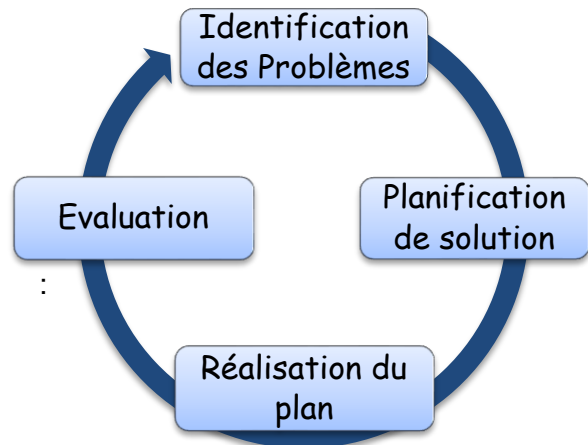 Identification
des Problèmes
Planification
de solution
Réalisation du
plan
Evaluation
: